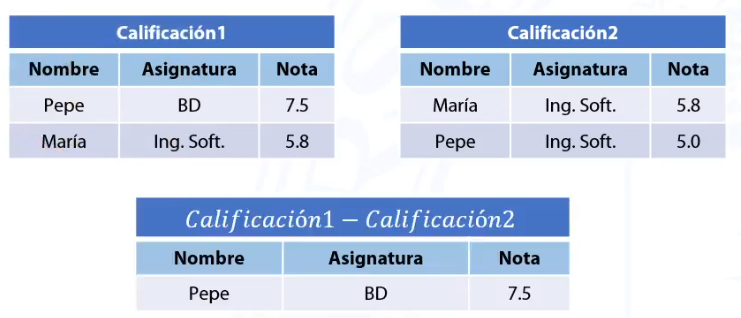 Calificación1
Nombre Asignatura Nota
Pepe BD 7.5
María Ing. Soft. 5.8
Calificación2
Nombre Asignatura Nota
María Ing. Soft. 5.8
Pepe Ing. Soft. 5.0
Calificación1 − Calificación2
Nombre Asignatura Nota
Pepe BD 7.5